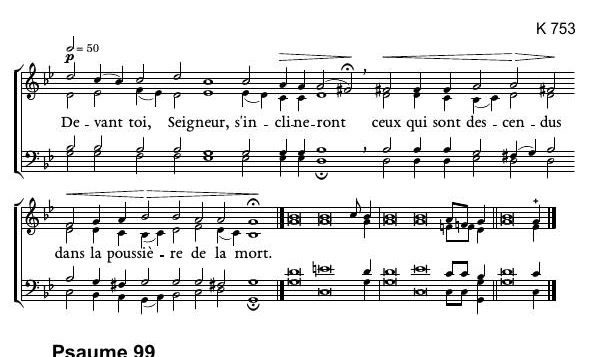 K 753
𝅗𝅥 = 50
p
De - vant toi, Seigneur, s'in - cli-ne-ront ceux qui sont des - cen - dus
dans la poussiè - re de la mort.
Psaume 99